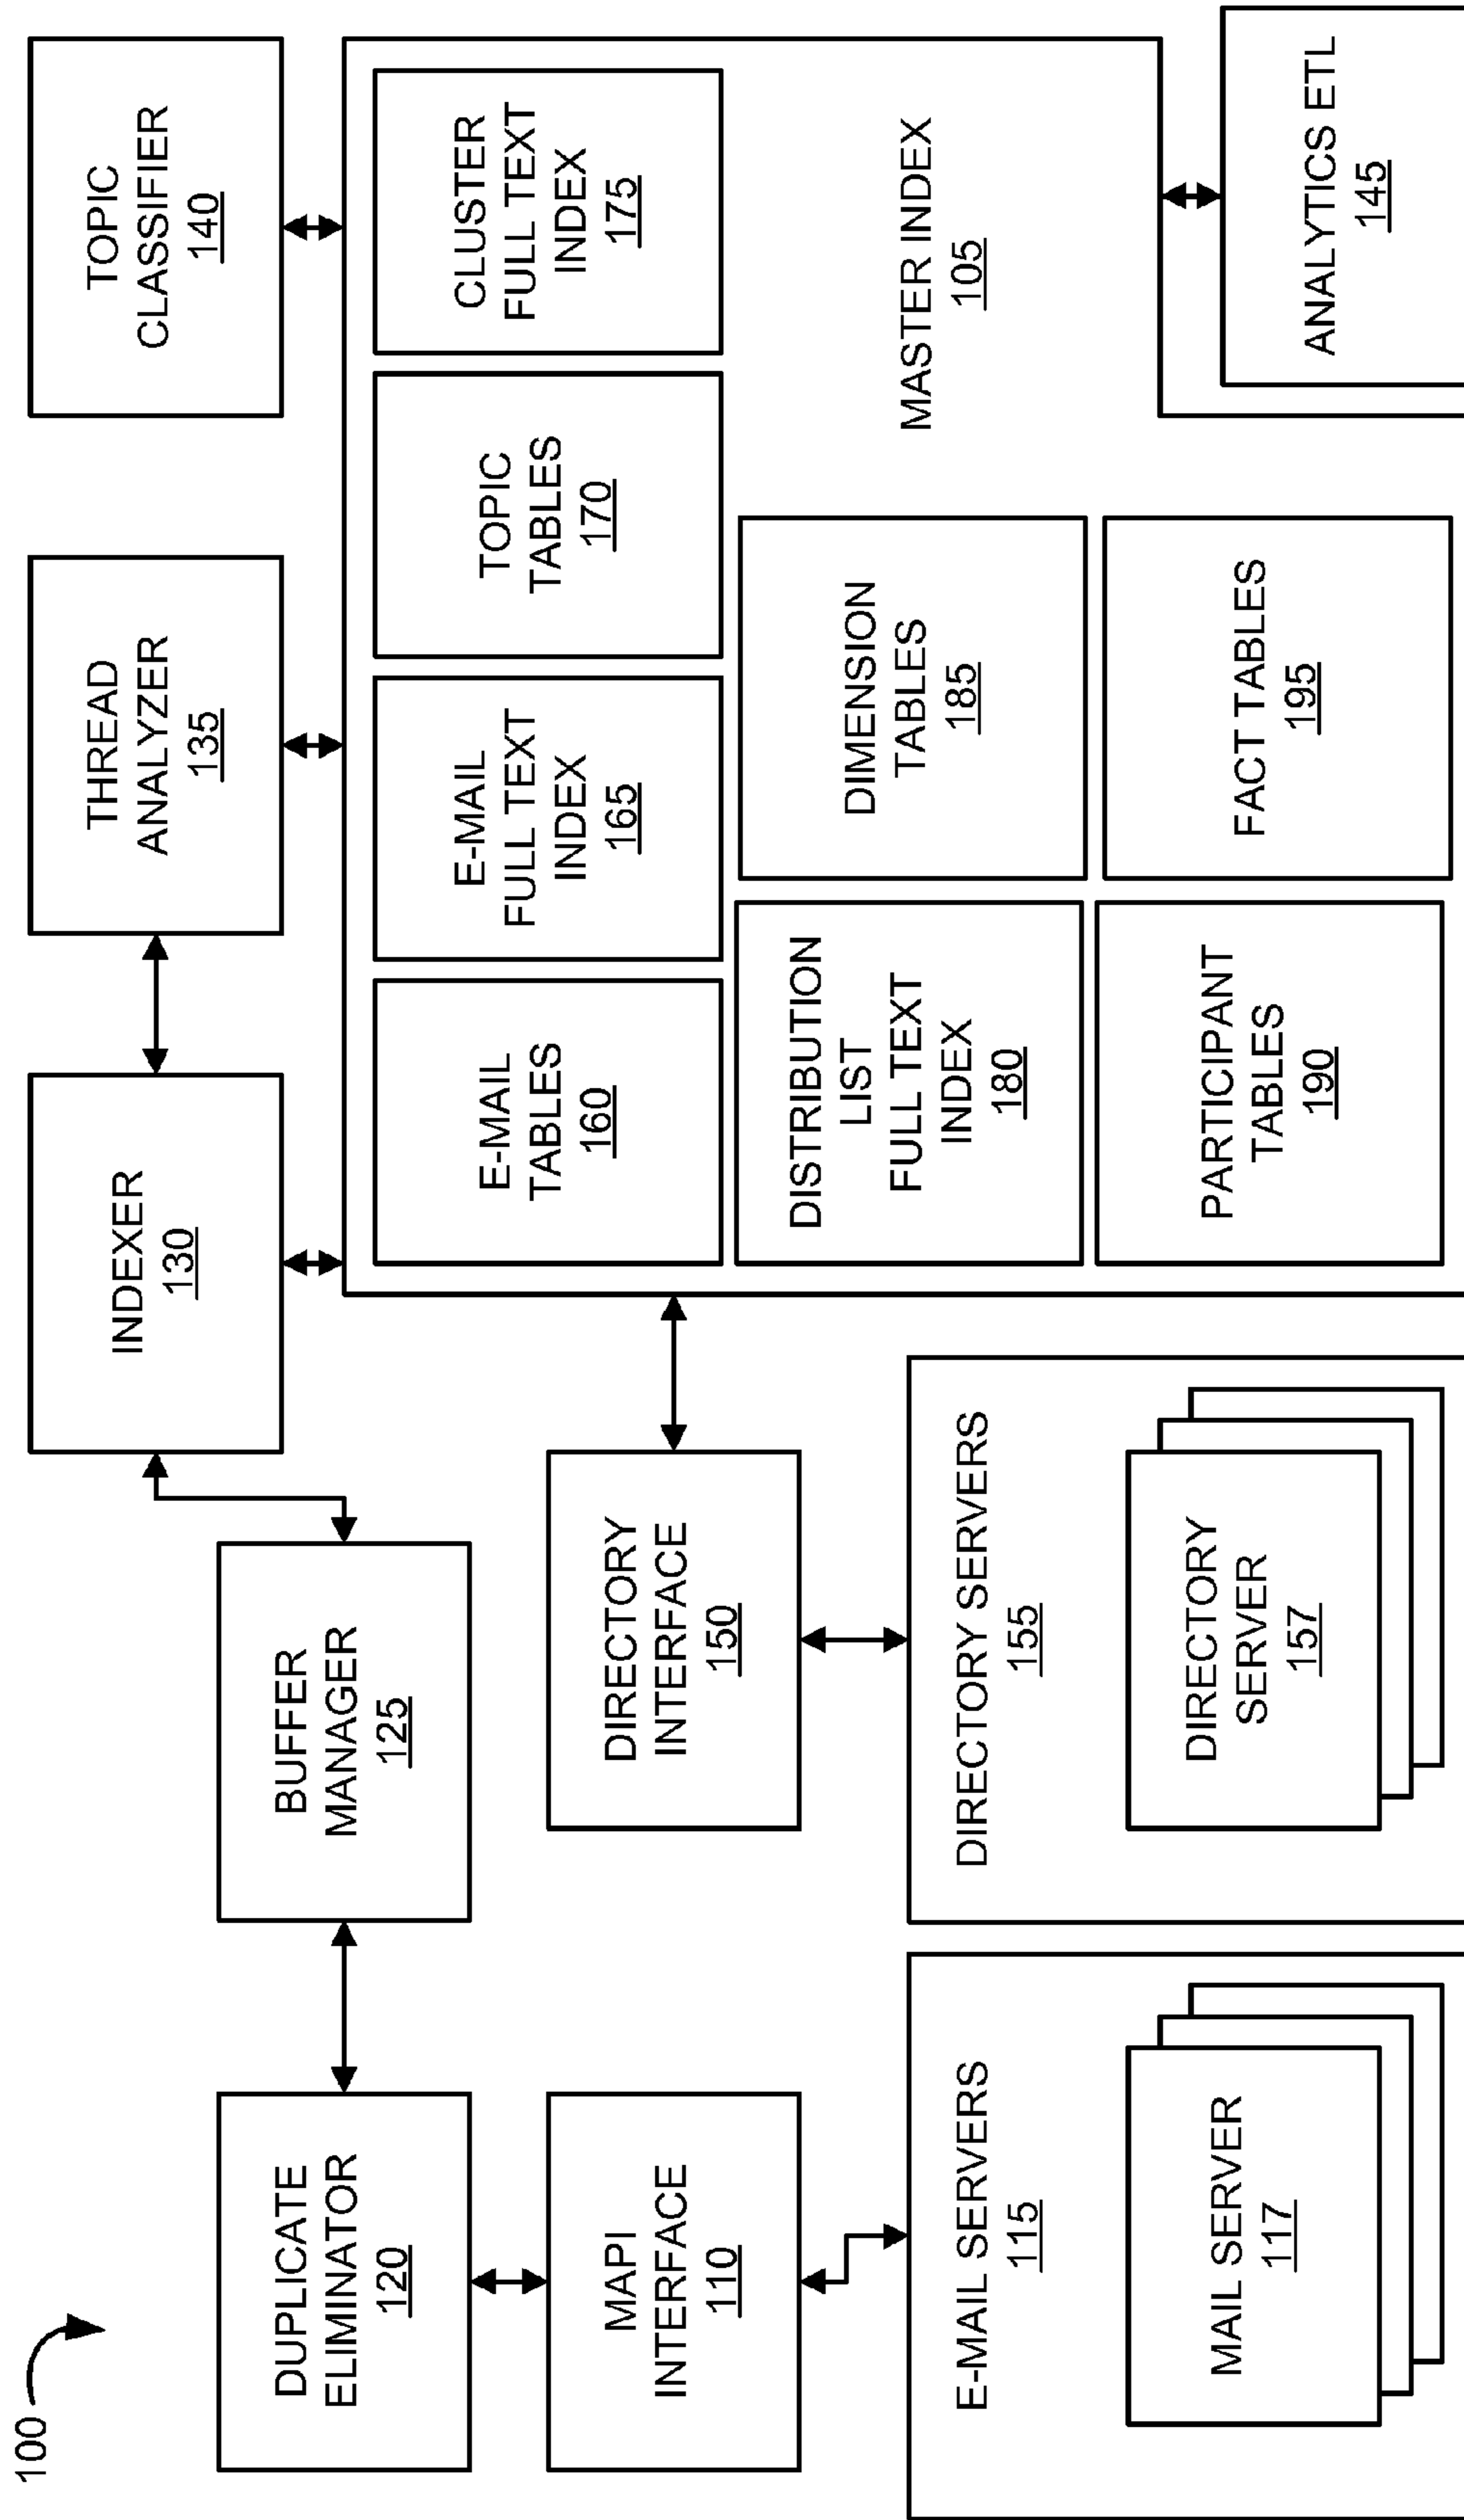 100
DUPLICATE
ELIMINATOR
120
BUFFER
MANAGER
125
INDEXER
130
THREAD
ANALYZER
135
TOPIC
CLASSIFIER
140
MAPI
INTERFACE
110
DIRECTORY
INTERFACE
150
E-MAIL
TABLES
160
E-MAIL
FULL TEXT
INDEX
165
TOPIC
TABLES
170
CLUSTER
FULL TEXT
INDEX
175
DISTRIBUTION
LIST
FULL TEXT
INDEX
180
DIMENSION
TABLES
185
MASTER INDEX
105
PARTICIPANT
TABLES
190
FACT TABLES
195
E-MAIL SERVERS
115
MAIL SERVER
117
DIRECTORY SERVERS
155
DIRECTORY
SERVER
157
ANALYTICS ETL
145